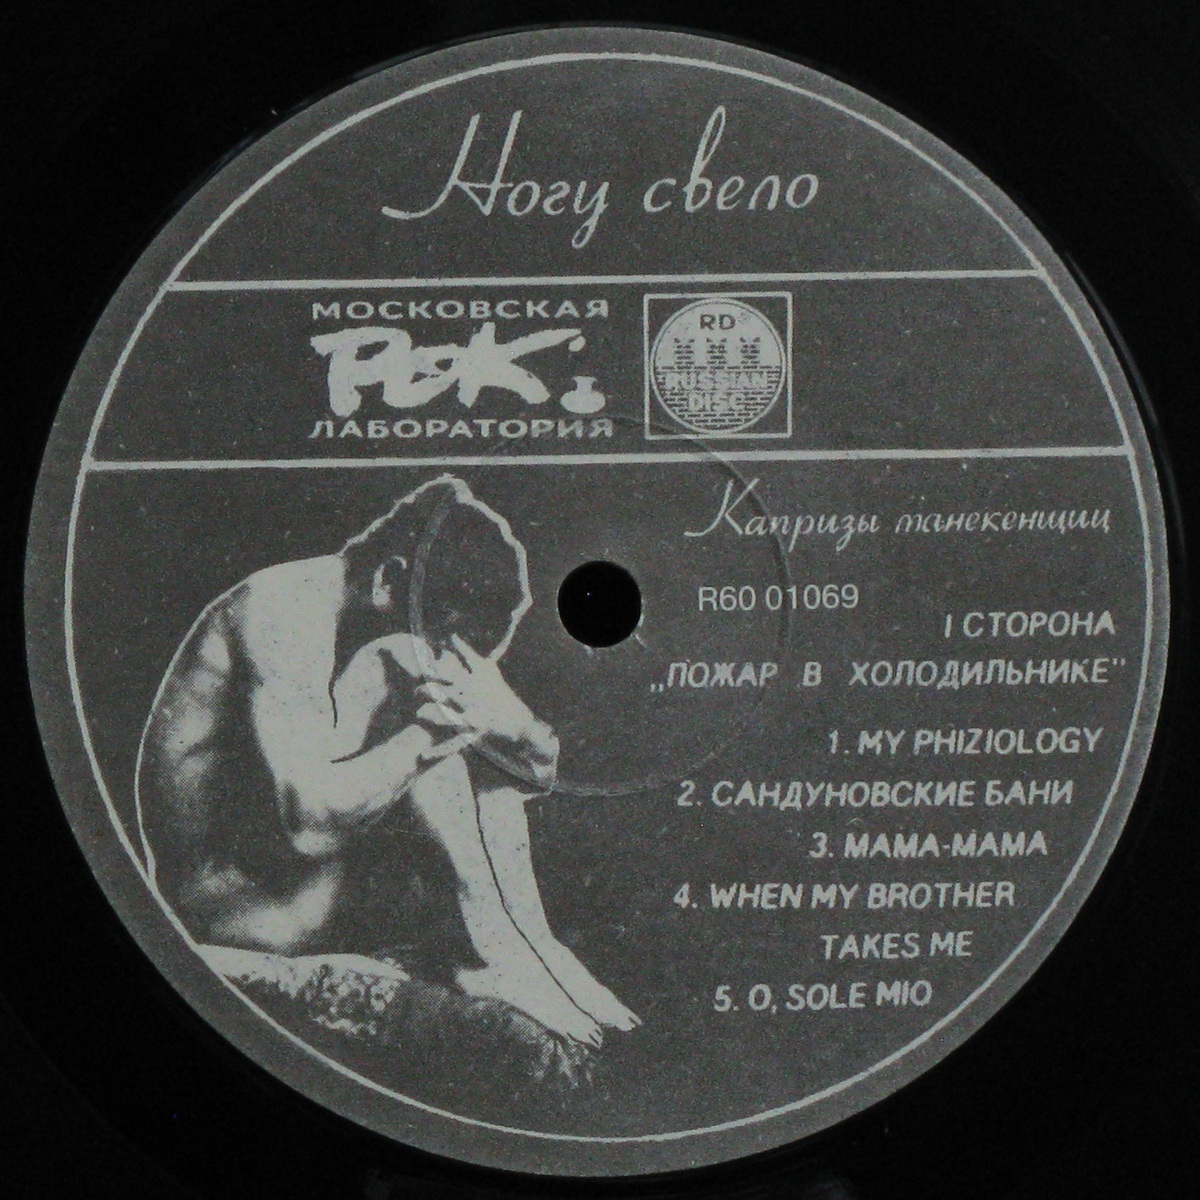 Ногу свело
МОСКОВСКАЯ
РОК
ЛАБОРАТОРИЯ
RD
RUSSIAN
DISC
Капризы манекенщиц
R60 01069
I СТОРОНА
„ПОЖАР В ХОЛОДИЛЬНИКЕ"
1. MY PHIZIOLOGY
2. САНДУНОВСКИЕ БАНИ
3. МАМА-МАМА
4. WHEN MY BROTHER
TAKES ME
5. O, SOLE MIO